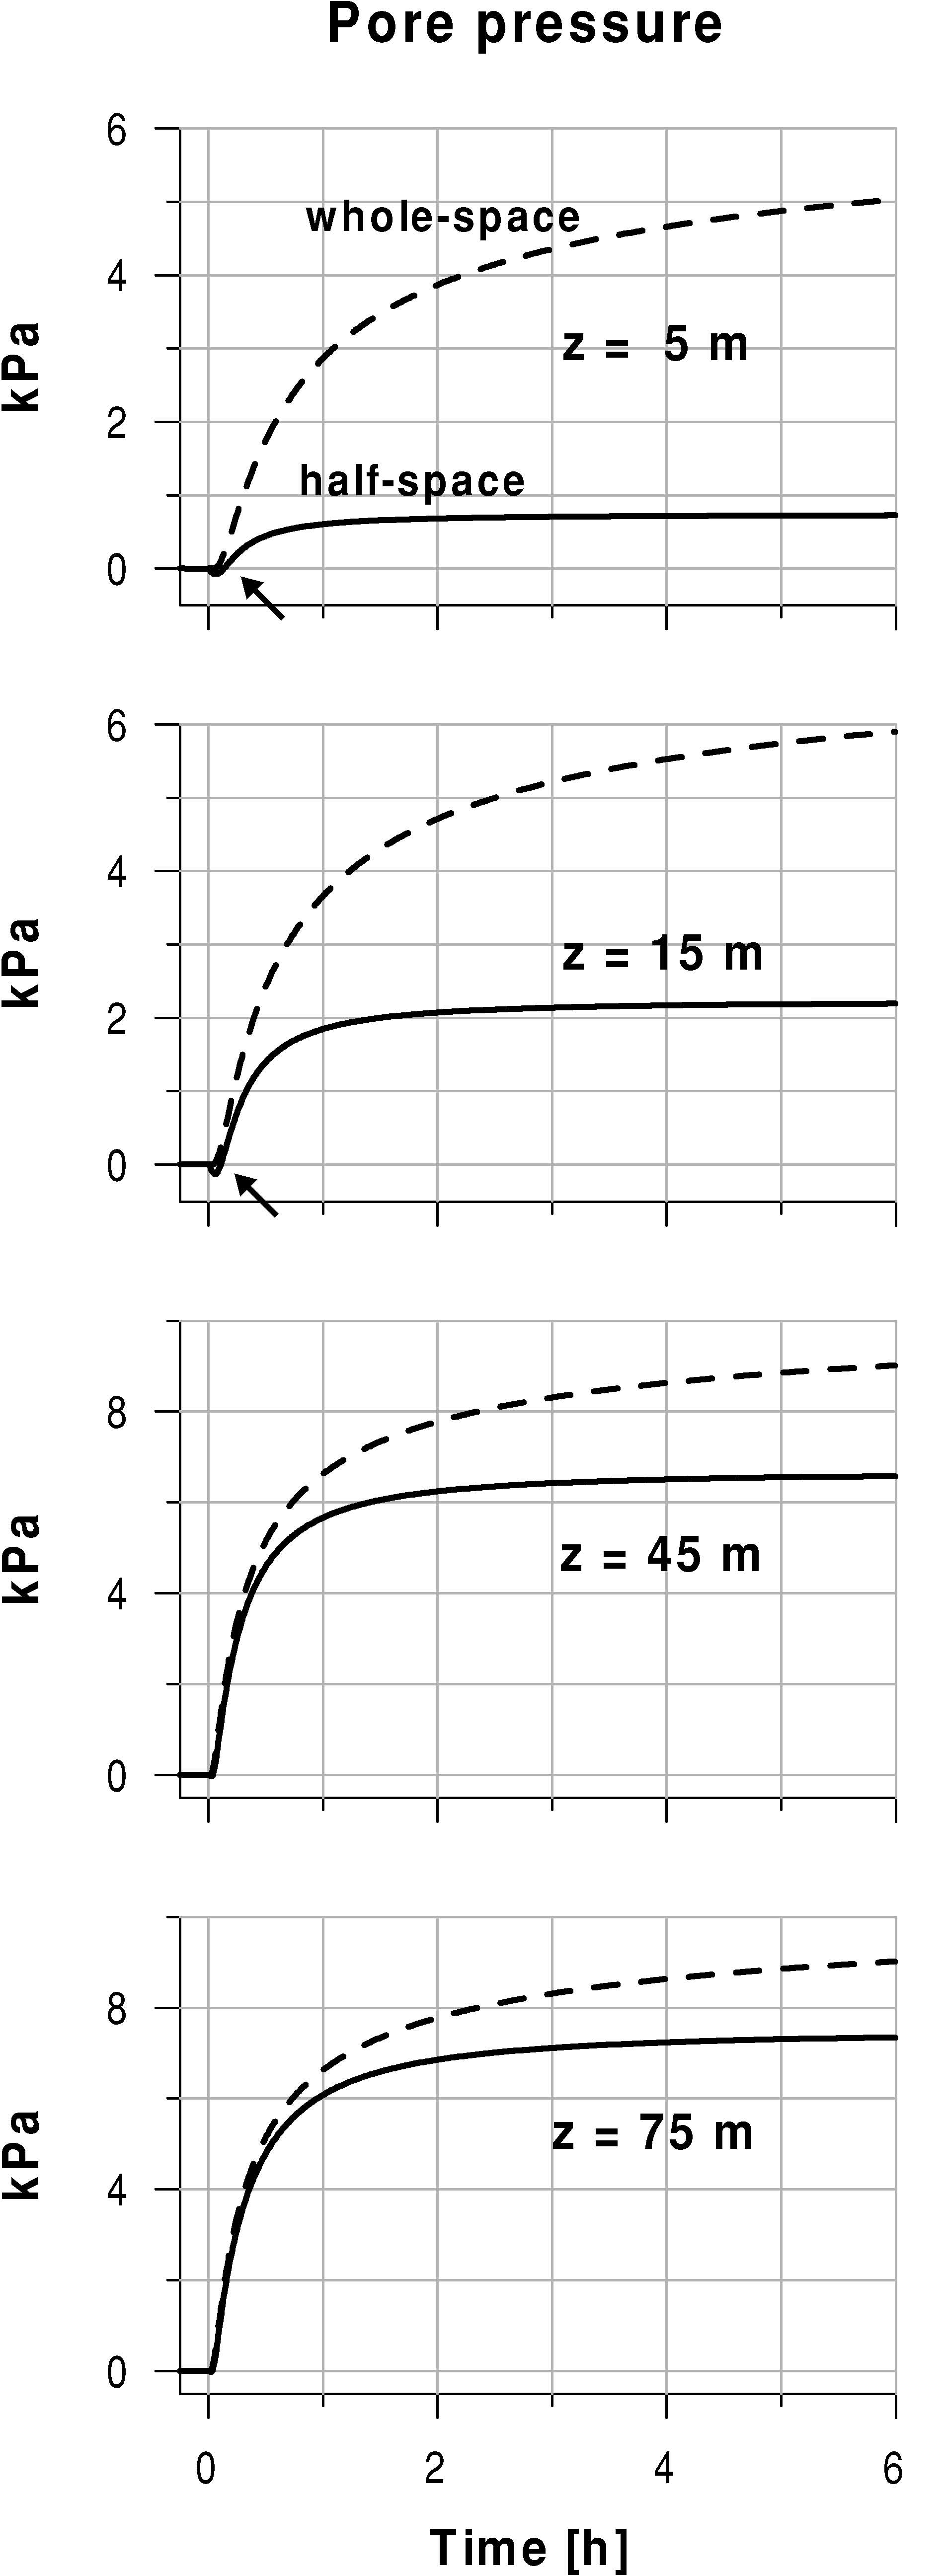 Pore pressure
6
whole-space
4
kPa
z = 5 m
2
half-space
0
6
4
kPa
z = 15 m
2
0
8
kPa
z = 45 m
4
0
8
kPa
z = 75 m
4
0
0 2 4 6
Time [h]